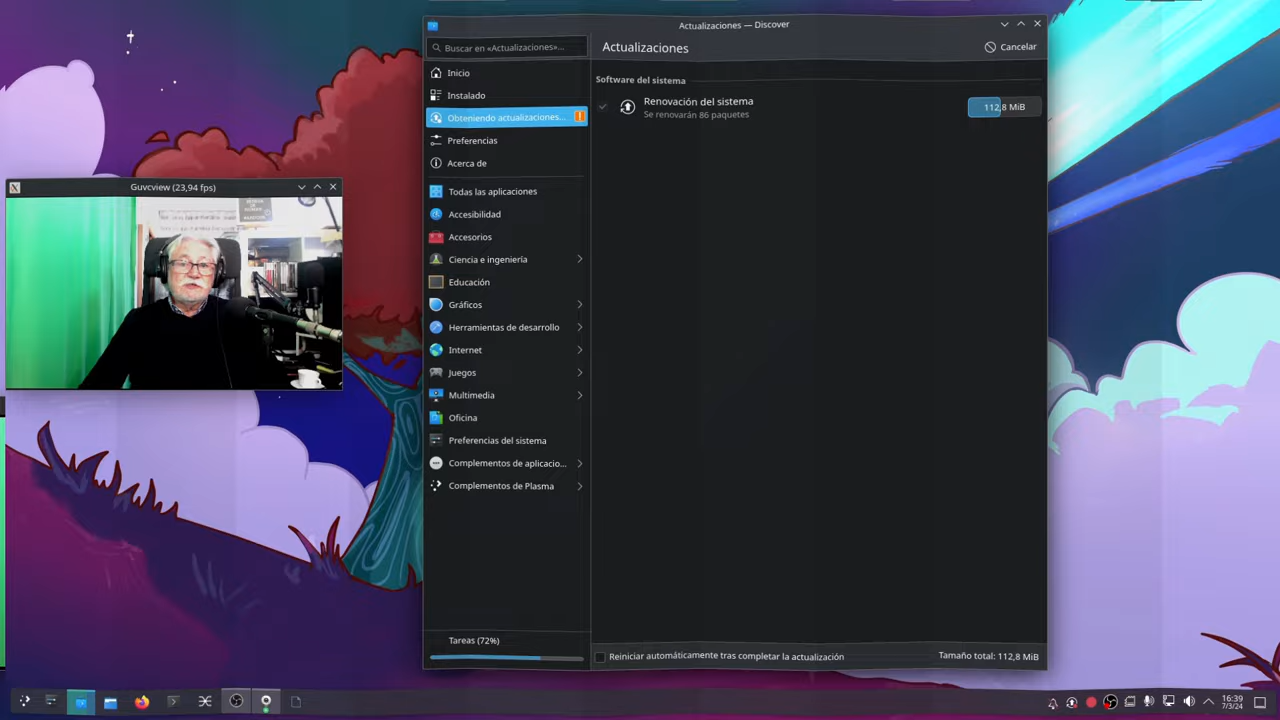 Actualizaciones — Discover
Buscar en «Actualizaciones»...
Actualizaciones
Cancelar
Inicio
Instalado
Obteniendo actualizaciones...
Preferencias
Acerca de
Todas las aplicaciones
Accesibilidad
Accesorios
Ciencia e ingeniería
Educación
Gráficos
Herramientas de desarrollo
Internet
Juegos
Multimedia
Oficina
Preferencias del sistema
Complementos de aplicacio...
Complementos de Plasma
Tareas (72%)
Software del sistema
Renovación del sistema
Se renovarán 86 paquetes
112,8 MiB
Reiniciar automáticamente tras completar la actualización
Tamaño total: 112,8 MiB
Guvcview (23,94 fps)
16:39
7/3/24